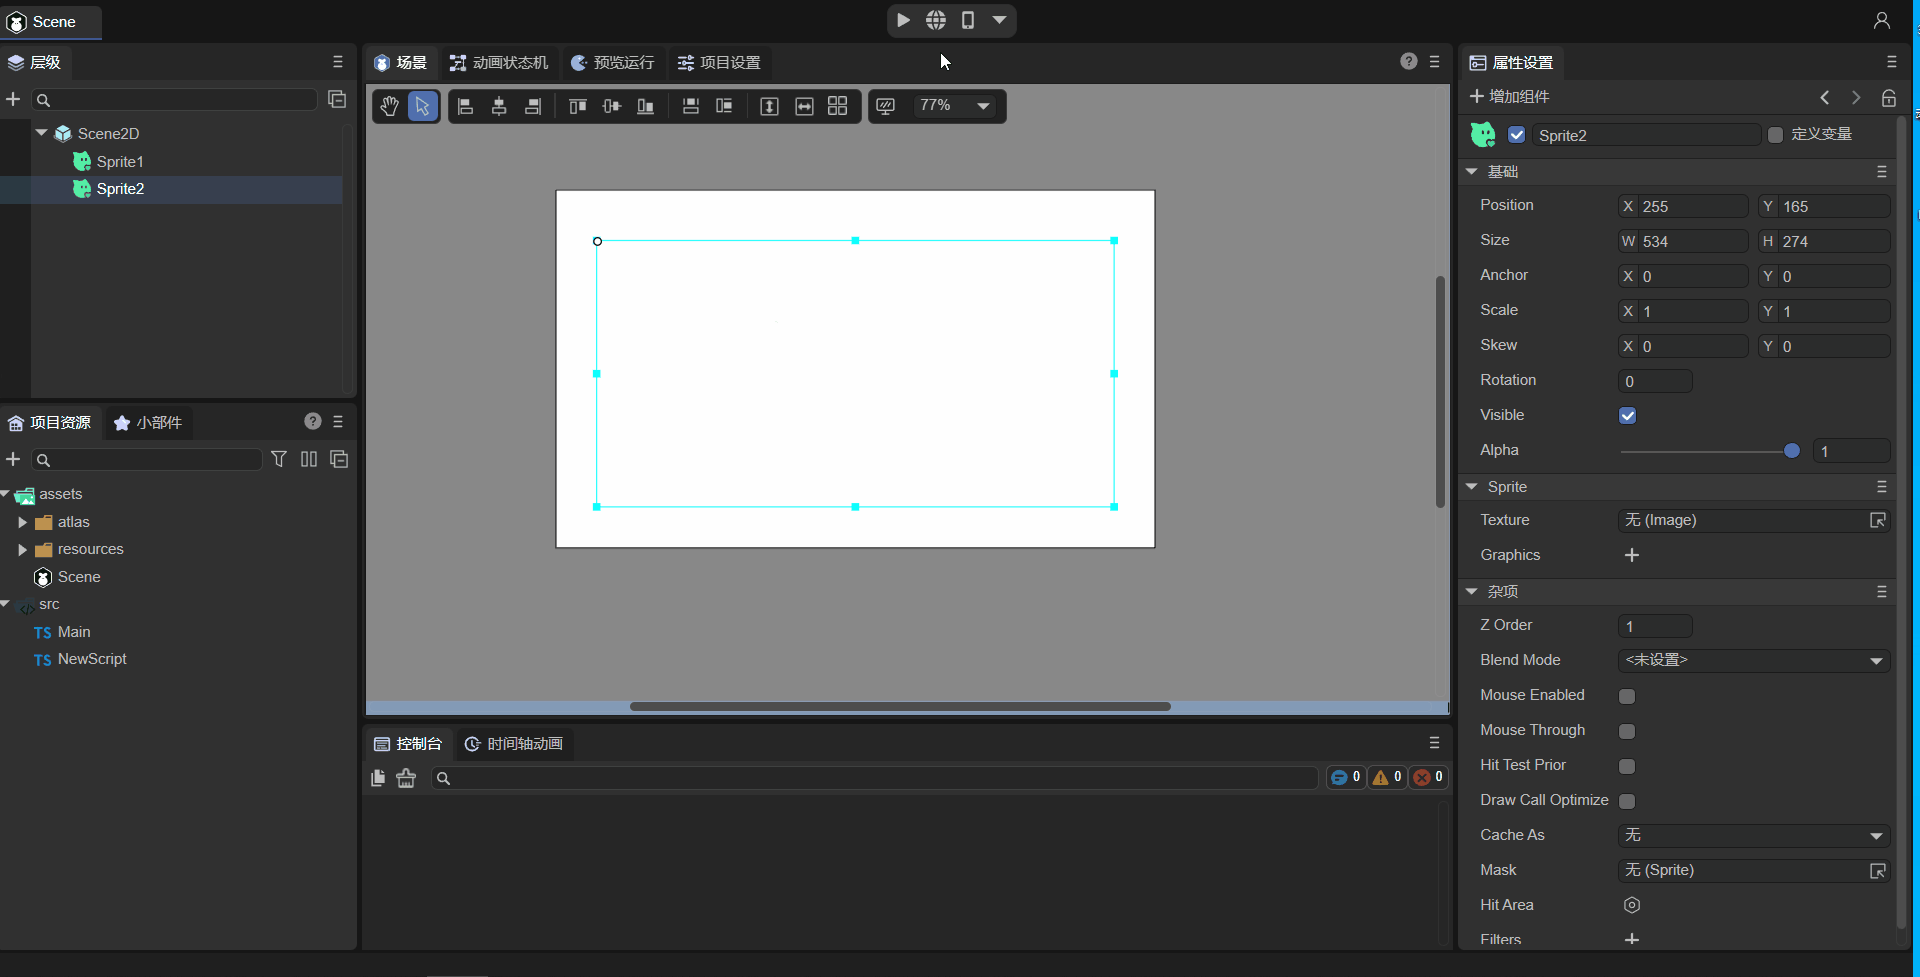 Scene
层级
Scene2D
Sprite1
Sprite2
项目资源
小部件
assets
atlas
resources
Scene
src
TS Main
TS NewScript
场景
动画状态机
预览运行
项目设置
77%
控制台
时间轴动画
0
0
0
属性设置
增加组件
Sprite2
定义变量
基础
Position X 255 Y 165
Size W 534 H 274
Anchor X 0 Y 0
Scale X 1 Y 1
Skew X 0 Y 0
Rotation 0
Visible
Alpha 1
Sprite
Texture 无 (Image)
Graphics
杂项
Z Order 1
Blend Mode <未设置>
Mouse Enabled
Mouse Through
Hit Test Prior
Draw Call Optimize
Cache As 无
Mask 无 (Sprite)
Hit Area
Filters